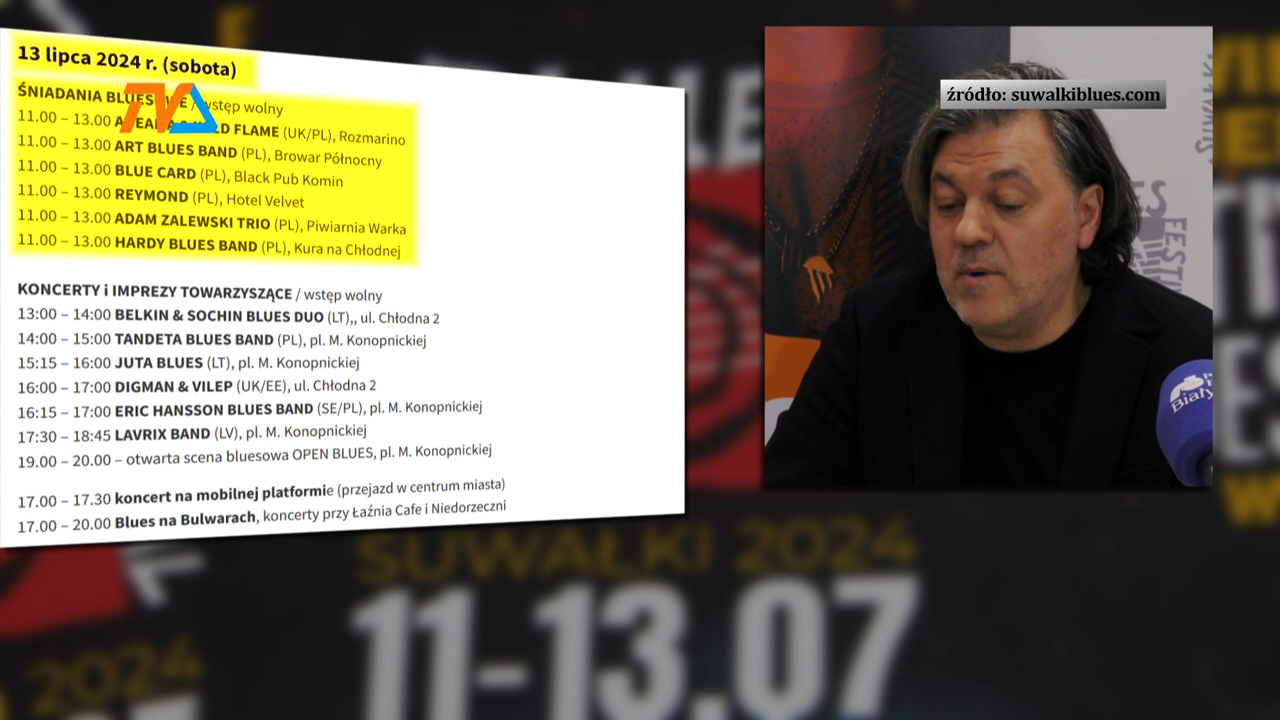 13 lipca 2024 r. (sobota)
ŚNIADANIA / wstęp wolny
11.00 – 13.00 FLAME (UK/PL), Rozmarino
11.00 – 13.00 ART BLUES BAND (PL), Browar Północny
11.00 – 13.00 BLUE CARD (PL), Black Pub Komin
11.00 – 13.00 REYMOND (PL), Hotel Velvet
11.00 – 13.00 ADAM ZALEWSKI TRIO (PL), Piwiarnia Warka
11.00 – 13.00 HARDY BLUES BAND (PL), Kura na Chłodnej
KONCERTY i IMPREZY TOWARZYSZĄCE / wstęp wolny
13:00 – 14:00 BELKIN & SOCHIN BLUES DUO (LT),, ul. Chłodna 2
14:00 – 15:00 TANDETA BLUES BAND (PL), pl. M. Konopnickiej
15:15 – 16:00 JUTA BLUES (LT), pl. M. Konopnickiej
16:00 – 17:00 DIGMAN & VILEP (UK/EE), ul. Chłodna 2
16:15 – 17:00 ERIC HANSSON BLUES BAND (SE/PL), pl. M. Konopnickiej
17:30 – 18:45 LAVRIX BAND (LV), pl. M. Konopnickiej
19.00 – 20.00 – otwarta scena bluesowa OPEN BLUES, pl. M. Konopnickiej
17.00 – 17.30 koncert na mobilnej platformie (przejazd w centrum miasta)
17.00 – 20.00 Blues na Bulwarach, koncerty przy Łaźnia Cafe i Niedorzeczni
źródło: suwalkiblues.com
SUWAŁKI 2024
11-13.07
2024